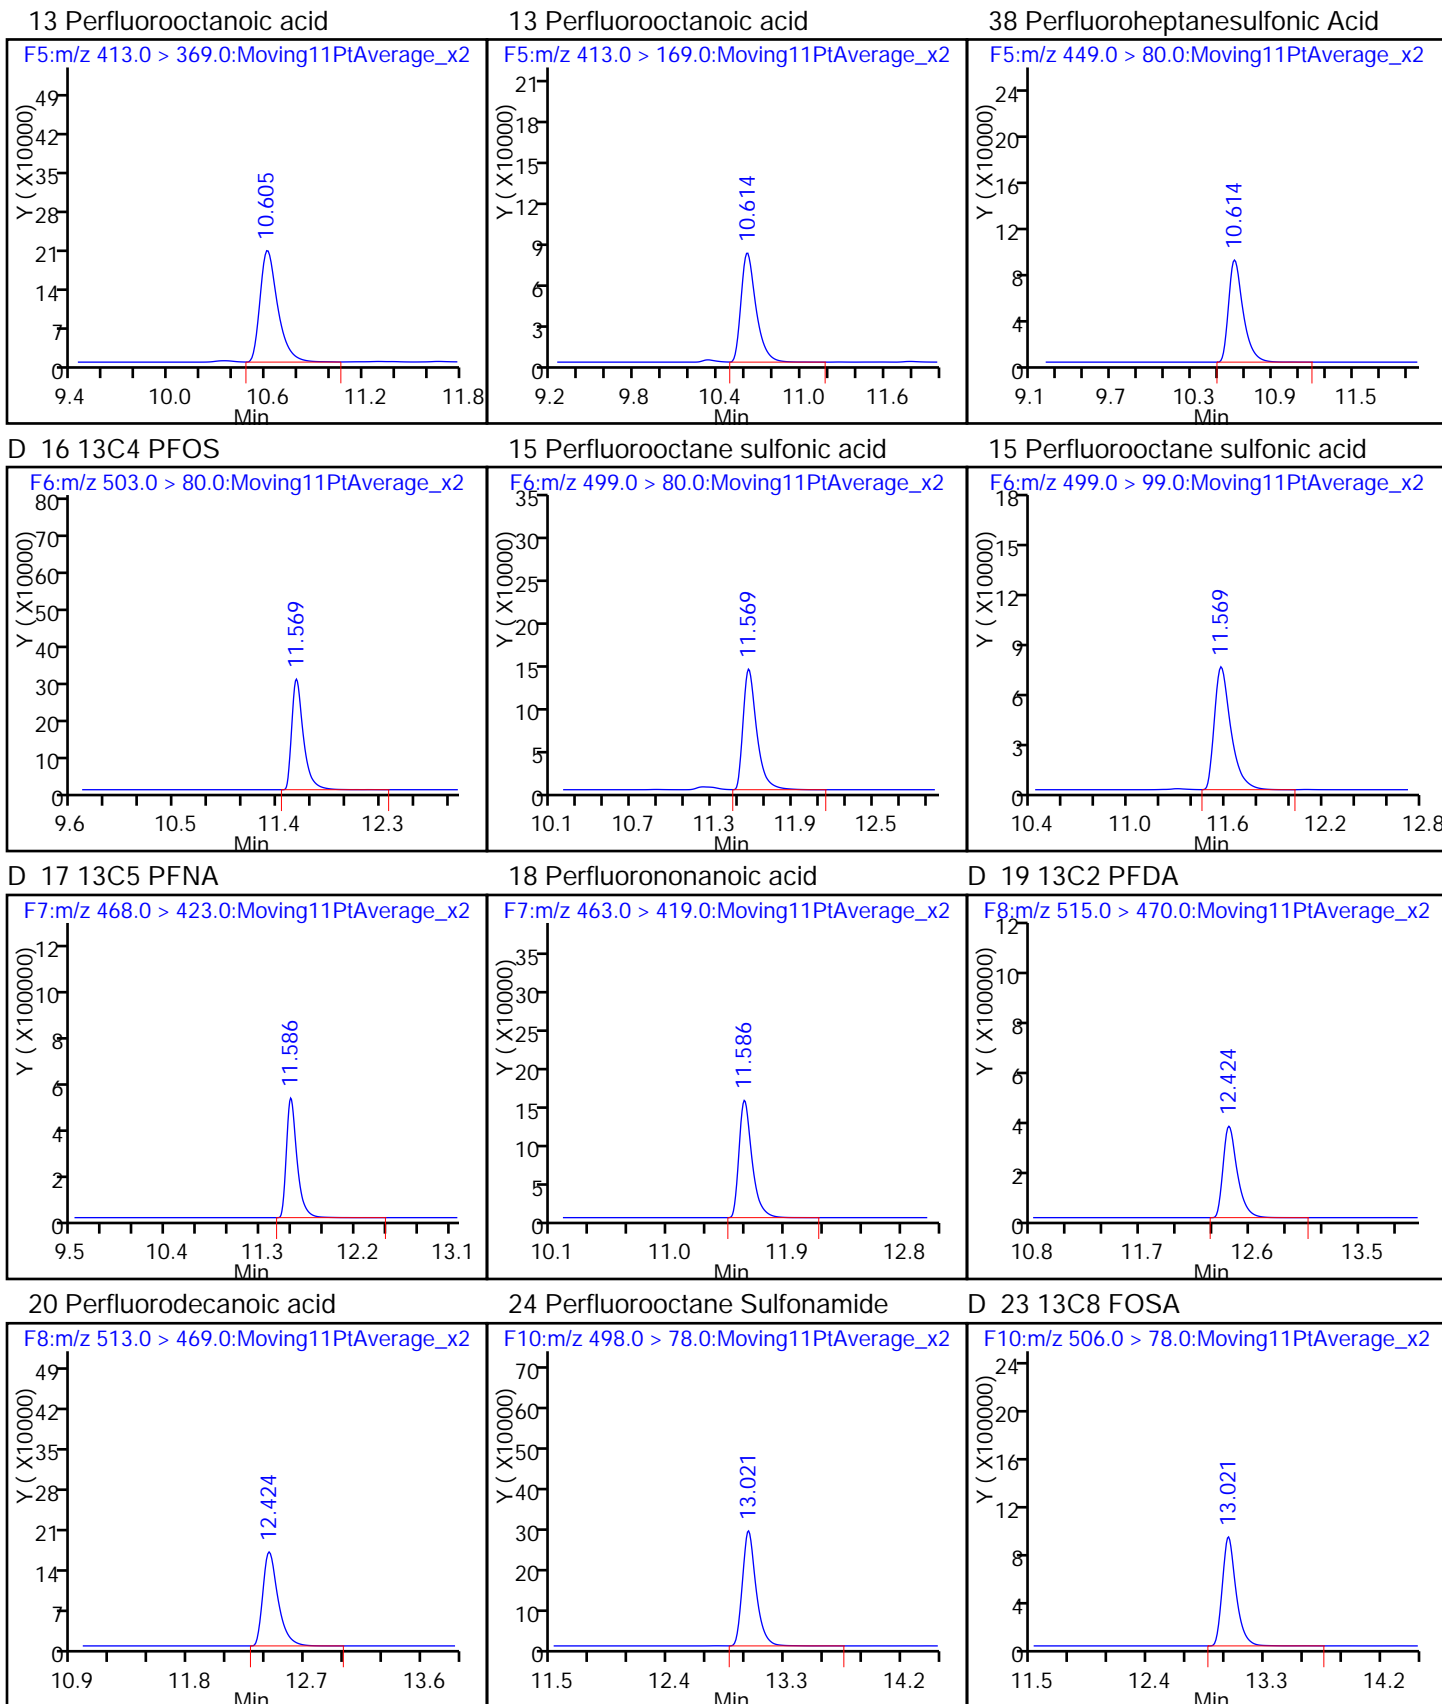 13 Perfluorooctanoic acid
F5:m/z 413.0 > 369.0:Moving11PtAverage_x2
Y ( X10000)
49
42
35
28
21
14
7
0
10.605
9.4 10.0 10.6 11.2 11.8
Min
13 Perfluorooctanoic acid
F5:m/z 413.0 > 169.0:Moving11PtAverage_x2
Y ( X10000)
21
18
15
12
9
6
3
0
10.614
9.2 9.8 10.4 11.0 11.6
Min
38 Perfluoroheptanesulfonic Acid
F5:m/z 449.0 > 80.0:Moving11PtAverage_x2
Y ( X10000)
24
20
16
12
8
4
0
10.614
9.1 9.7 10.3 10.9 11.5
Min
D 16 13C4 PFOS
F6:m/z 503.0 > 80.0:Moving11PtAverage_x2
Y ( X10000)
80
70
60
50
40
30
20
10
0
11.569
9.6 10.5 11.4 12.3
Min
15 Perfluorooctane sulfonic acid
F6:m/z 499.0 > 80.0:Moving11PtAverage_x2
Y ( X10000)
35
30
25
20
15
10
5
0
11.569
10.1 10.7 11.3 11.9 12.5
Min
15 Perfluorooctane sulfonic acid
F6:m/z 499.0 > 99.0:Moving11PtAverage_x2
Y ( X10000)
18
15
12
9
6
3
0
11.569
10.4 11.0 11.6 12.2 12.8
Min
D 17 13C5 PFNA
F7:m/z 468.0 > 423.0:Moving11PtAverage_x2
Y ( X100000)
12
10
8
6
4
2
0
11.586
9.5 10.4 11.3 12.2 13.1
Min
18 Perfluorononanoic acid
F7:m/z 463.0 > 419.0:Moving11PtAverage_x2
Y ( X10000)
35
30
25
20
15
10
5
0
11.586
10.1 11.0 11.9 12.8
Min
D 19 13C2 PFDA
F8:m/z 515.0 > 470.0:Moving11PtAverage_x2
Y ( X100000)
12
10
8
6
4
2
0
12.424
10.8 11.7 12.6 13.5
Min
20 Perfluorodecanoic acid
F8:m/z 513.0 > 469.0:Moving11PtAverage_x2
Y ( X10000)
49
42
35
28
21
14
7
0
12.424
10.9 11.8 12.7 13.6
Min
24 Perfluorooctane Sulfonamide
F10:m/z 498.0 > 78.0:Moving11PtAverage_x2
Y ( X10000)
70
60
50
40
30
20
10
0
13.021
11.5 12.4 13.3 14.2
Min
D 23 13C8 FOSA
F10:m/z 506.0 > 78.0:Moving11PtAverage_x2
Y ( X100000)
24
20
16
12
8
4
0
13.021
11.5 12.4 13.3 14.2
Min